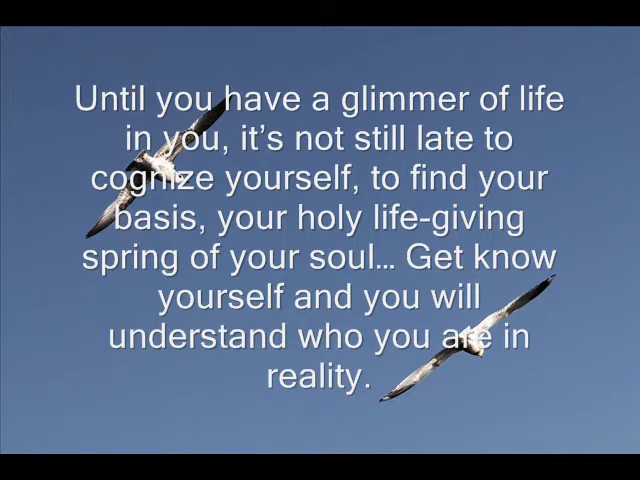 Until you have a glimmer of life
in you, it’s not still late to
cognize yourself, to find your
basis, your holy life-giving
spring of your soul… Get know
yourself and you will
understand who you are in
reality.